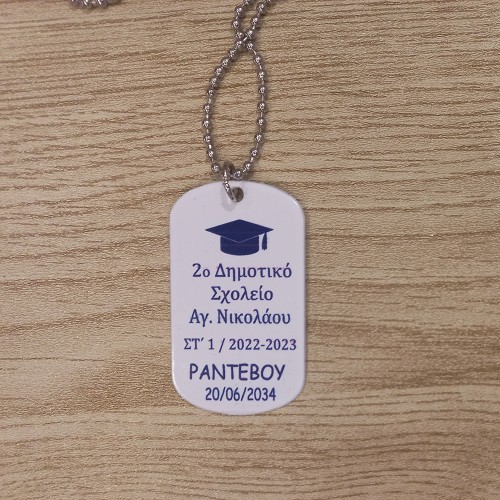 2ο Δημοτικό
Σχολείο
Αγ. Νικολάου
ΣΤ΄ 1 / 2022-2023
ΡΑΝΤΕΒΟΥ
20/06/2034